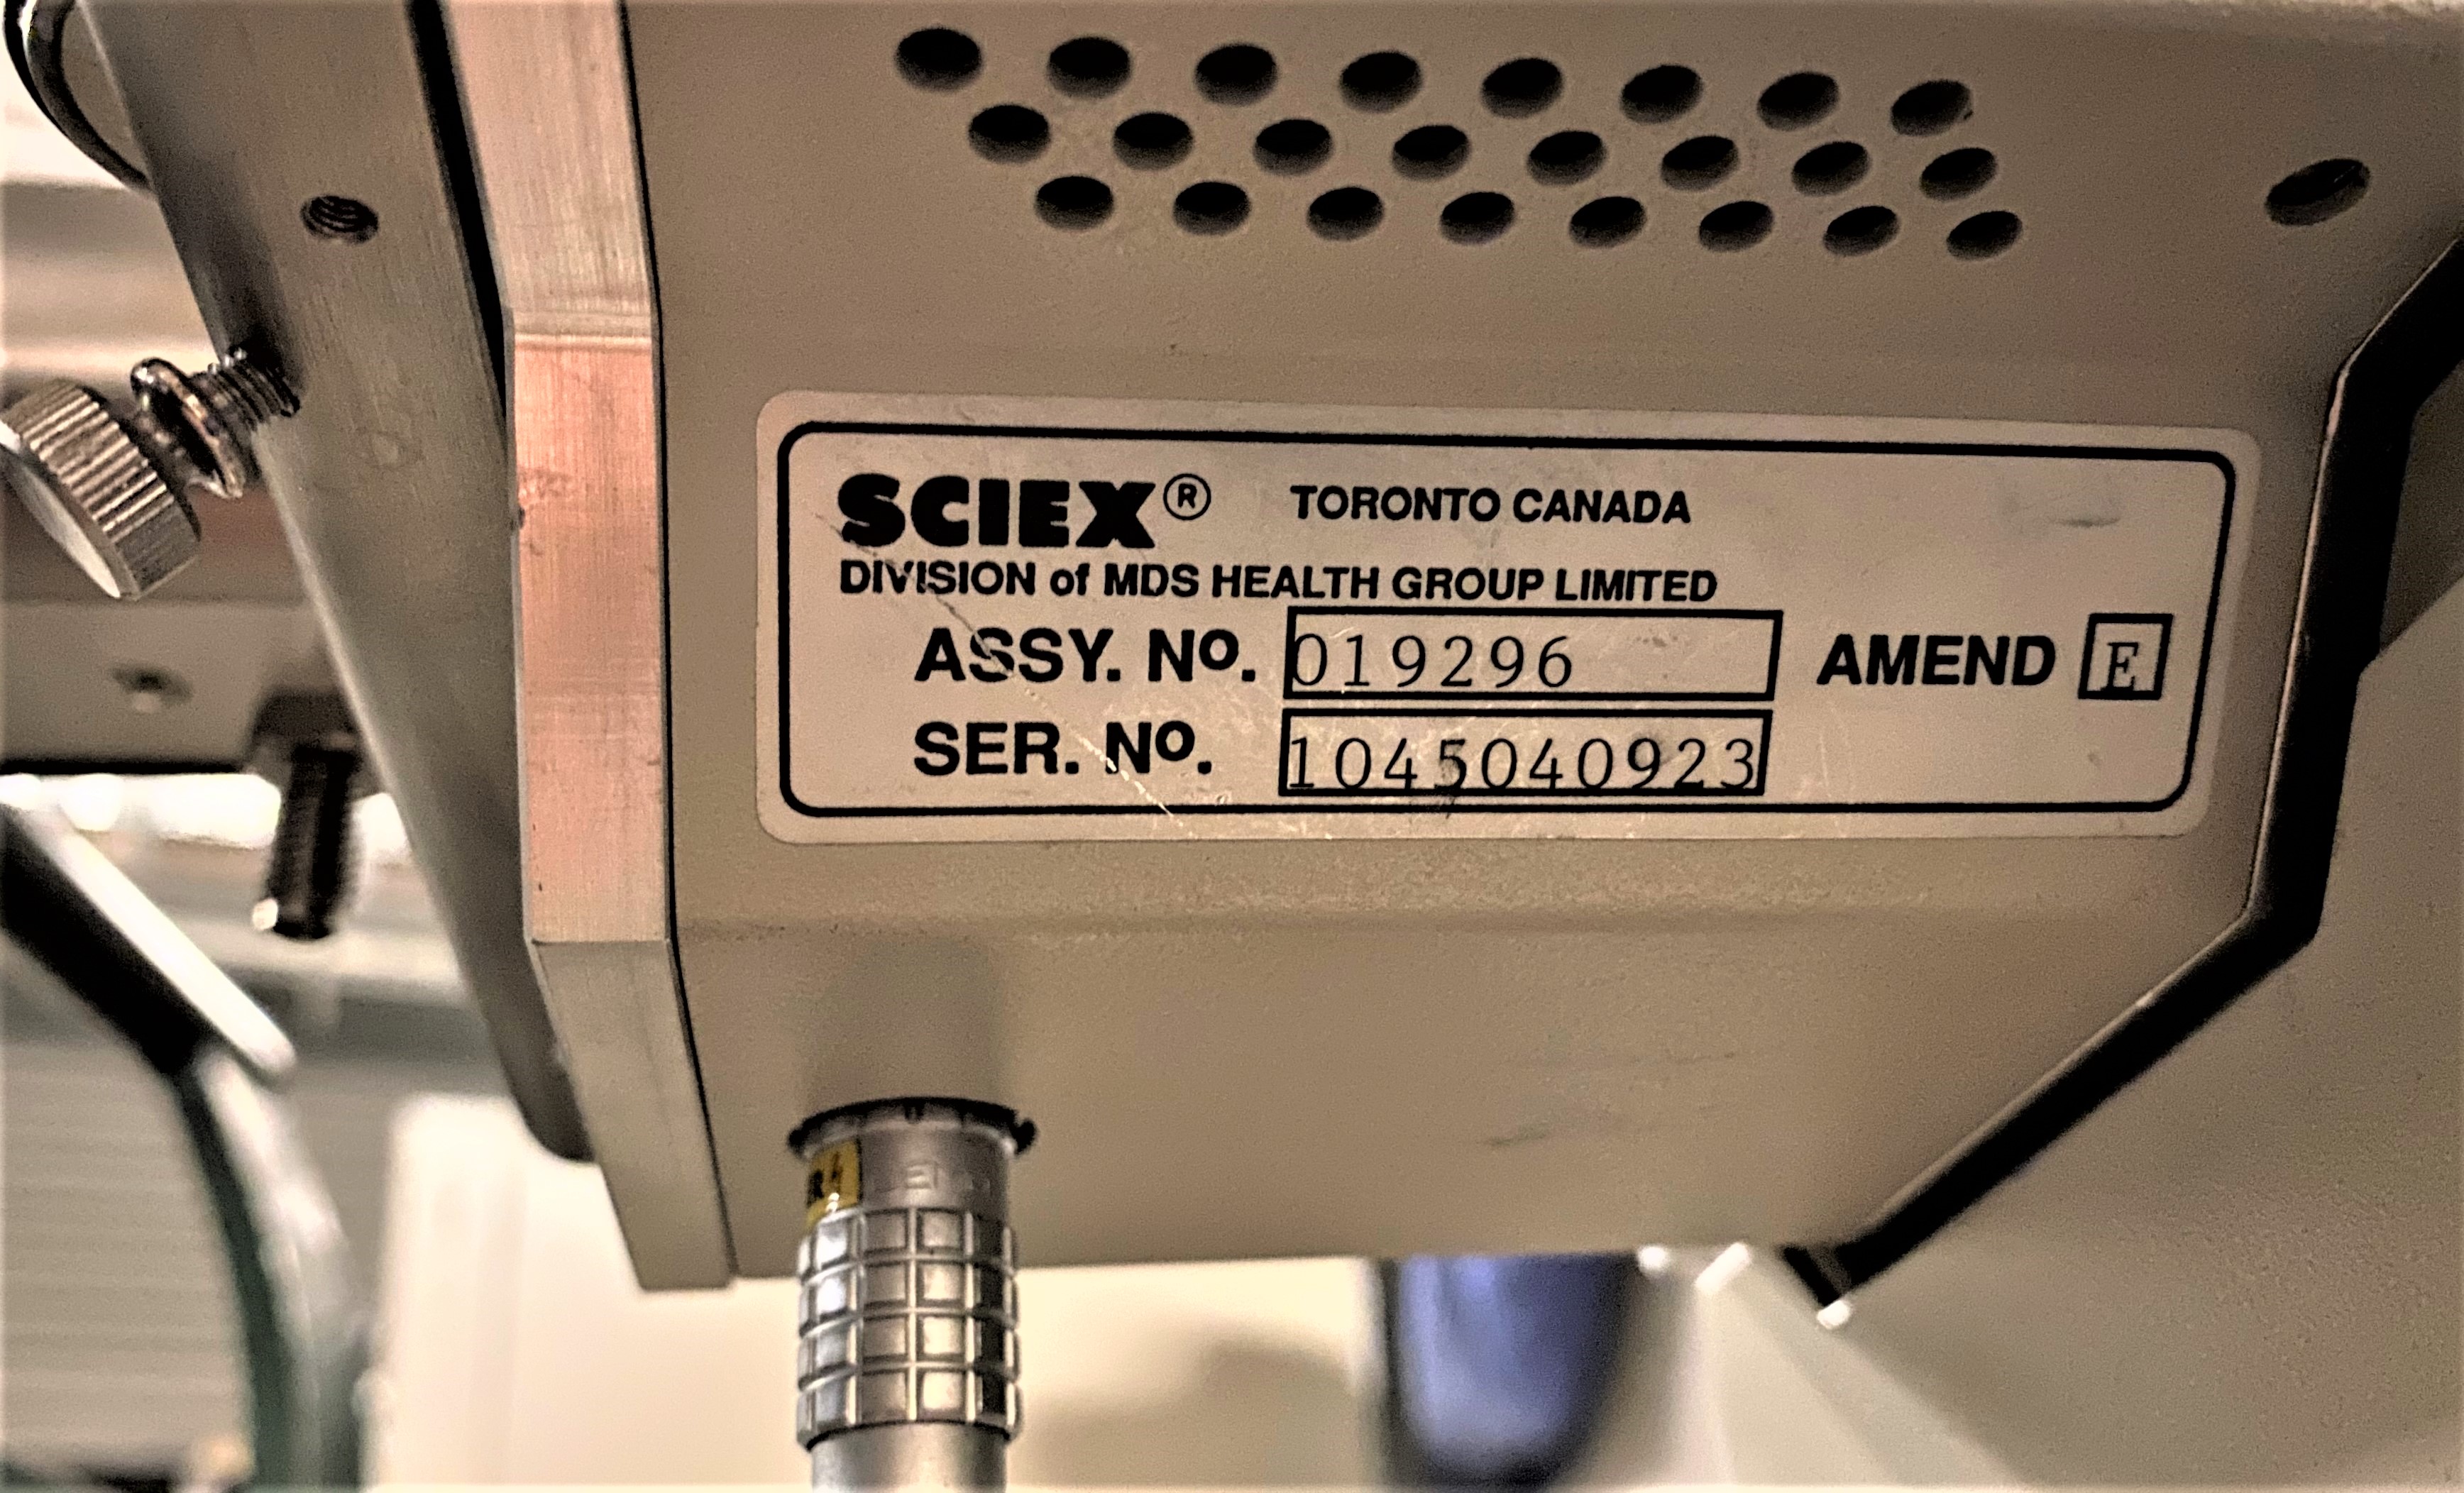 SCIEX® TORONTO CANADA
DIVISION of MDS HEALTH GROUP LIMITED
ASSY. No. 019296 AMEND E
SER. No. 1045040923